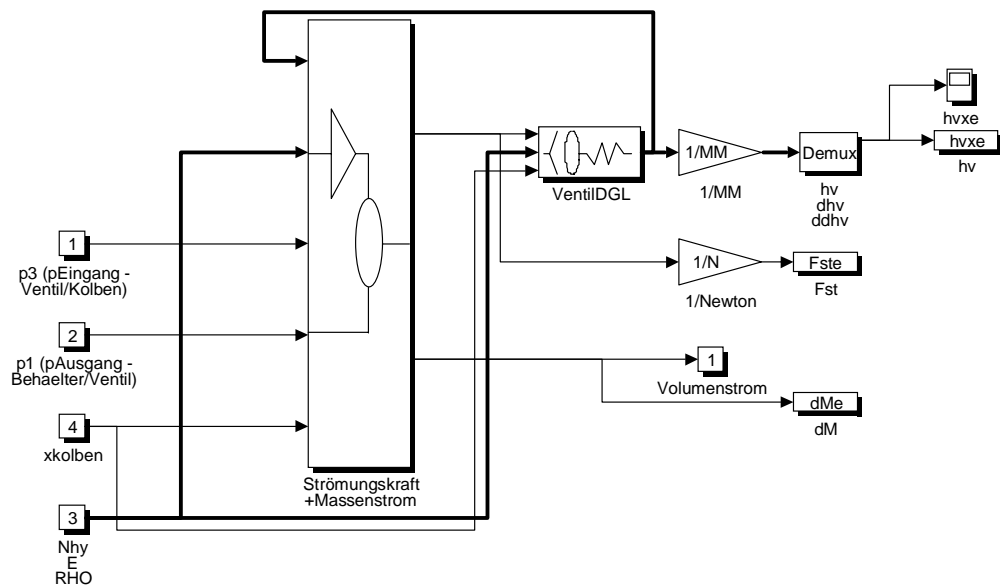 hvxe
hvxe
hv
1/MM
1/MM
Demux
hv
dhv
ddhv
VentilDGL
1
p3 (pEingang -
Ventil/Kolben)
1/N
1/Newton
Fste
Fst
2
p1 (pAusgang -
Behaelter/Ventil)
1
Volumenstrom
dMe
dM
4
xkolben
Strömungskraft
+Massenstrom
3
Nhy
E
RHO